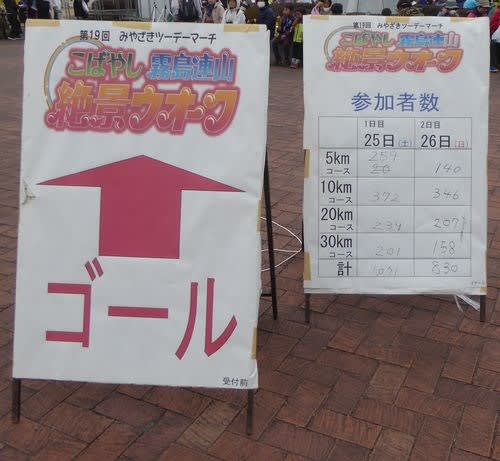 第19回 みやざきツーデーマーチ
こばやし 霧島連山
絶景ウオーク
ゴール
受付前
第19回 みやざきツーデーマーチ
こばやし 霧島連山
絶景ウオーク
参加者数
1日目 2日目
25日(土) 26日(日)
5km
コース 254 140
10km
コース 372 346
20km
コース 234 207
30km
コース 201 158
計 830